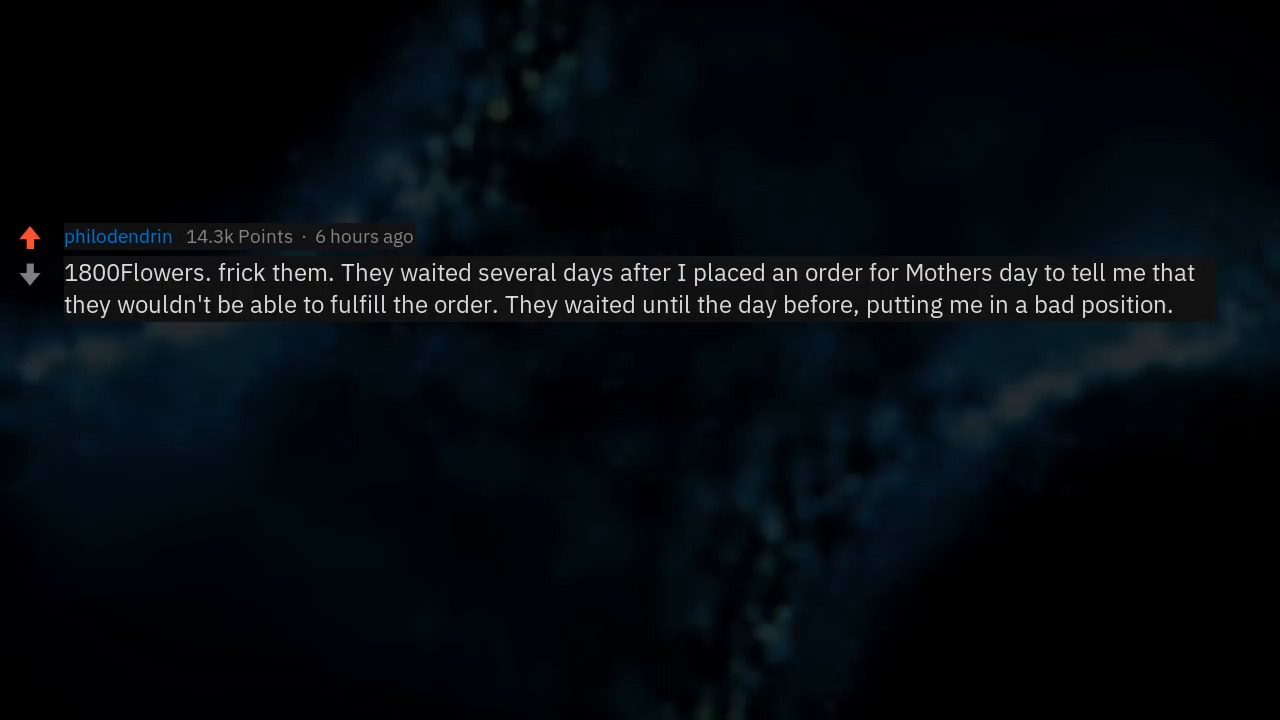 philodendrin 14.3k Points · 6 hours ago
1800Flowers. frick them. They waited several days after I placed an order for Mothers day to tell me that
they wouldn't be able to fulfill the order. They waited until the day before, putting me in a bad position.